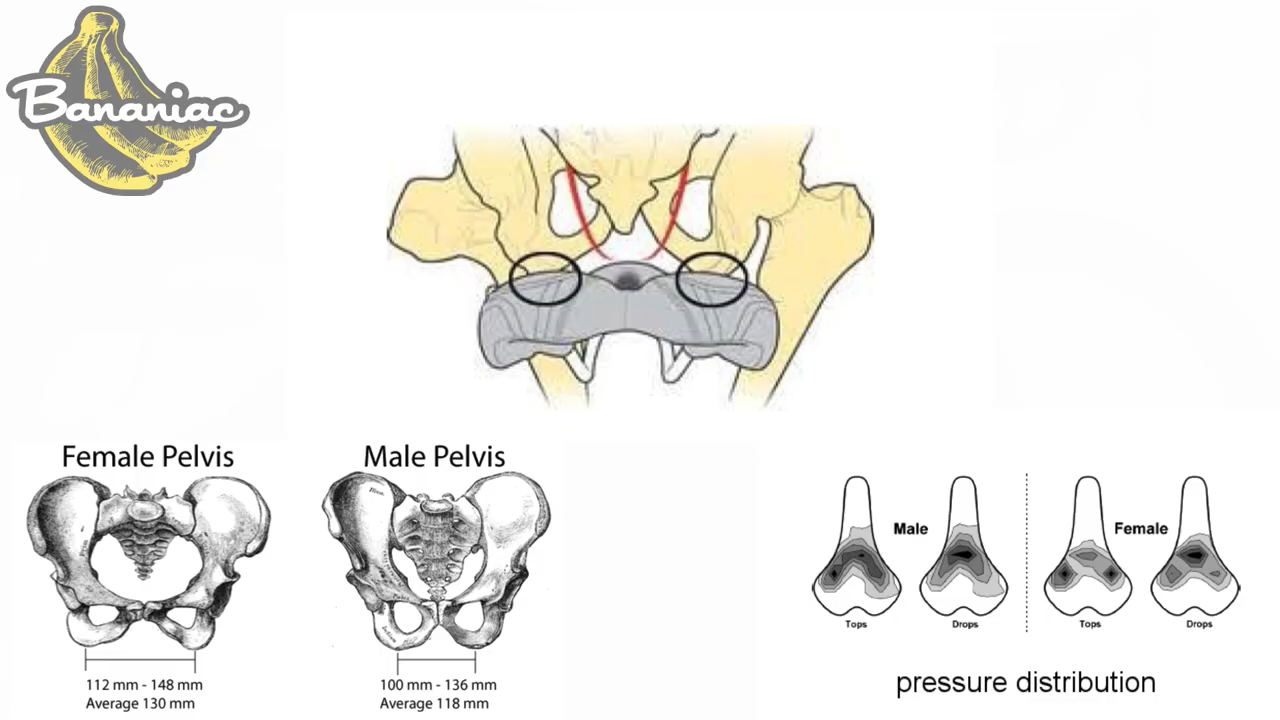 Bananiac
Female Pelvis
Male Pelvis
112 mm - 148 mm
Average 130 mm
100 mm - 136 mm
Average 118 mm
Male
Female
Tops
Drops
Tops
Drops
pressure distribution